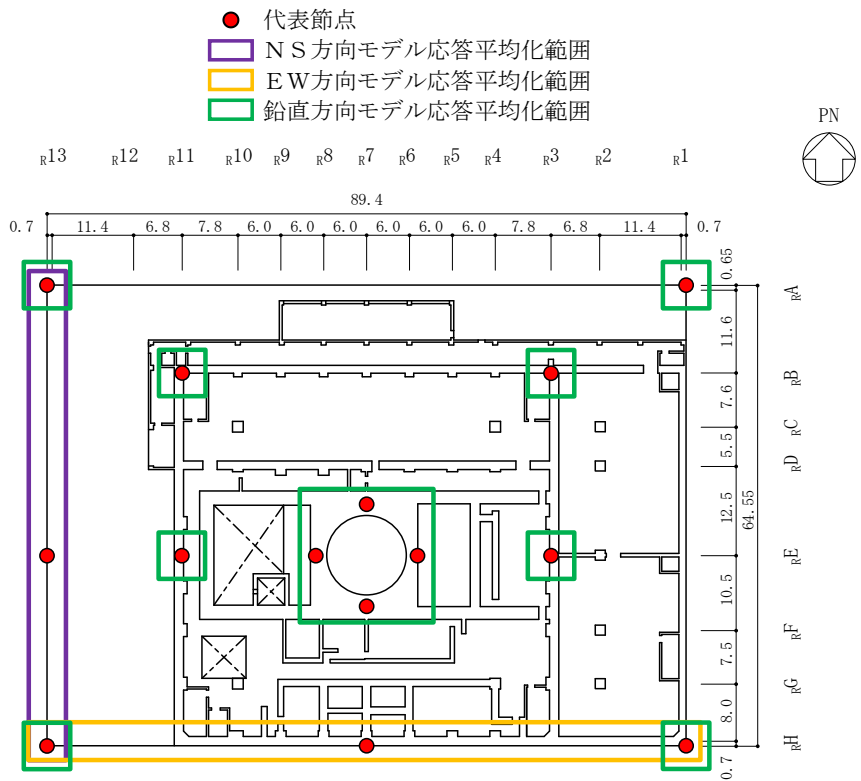 代表節点
ＮＳ方向モデル応答平均化範囲
ＥＷ方向モデル応答平均化範囲
鉛直方向モデル応答平均化範囲
PN
R13 R12 R11 R10 R9 R8 R7 R6 R5 R4 R3 R2 R1
89.4
0.7 11.4 6.8 7.8 6.0 6.0 6.0 6.0 6.0 6.0 7.8 6.8 11.4 0.7
0.65
RA
11.6
RB
7.6
RC
5.5
RD
12.5
64.55
RE
10.5
RF
7.5
RG
8.0
RH
0.7